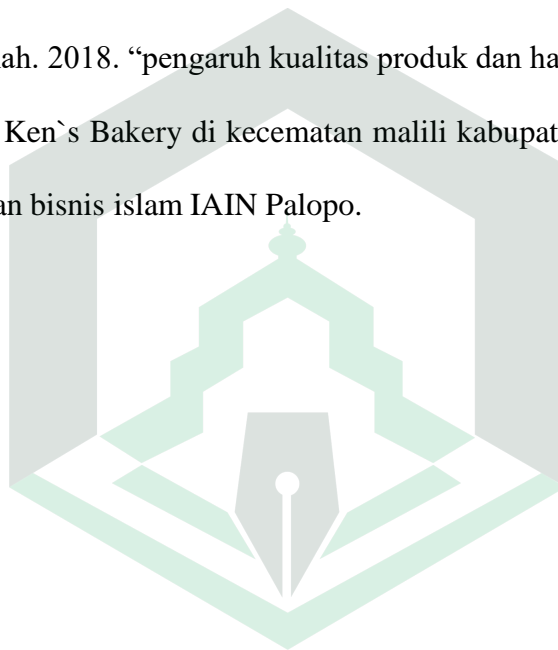 ah. 2018. “pengaruh kualitas produk dan ha
Ken`s Bakery di kecematan malili kabupat
an bisnis islam IAIN Palopo.